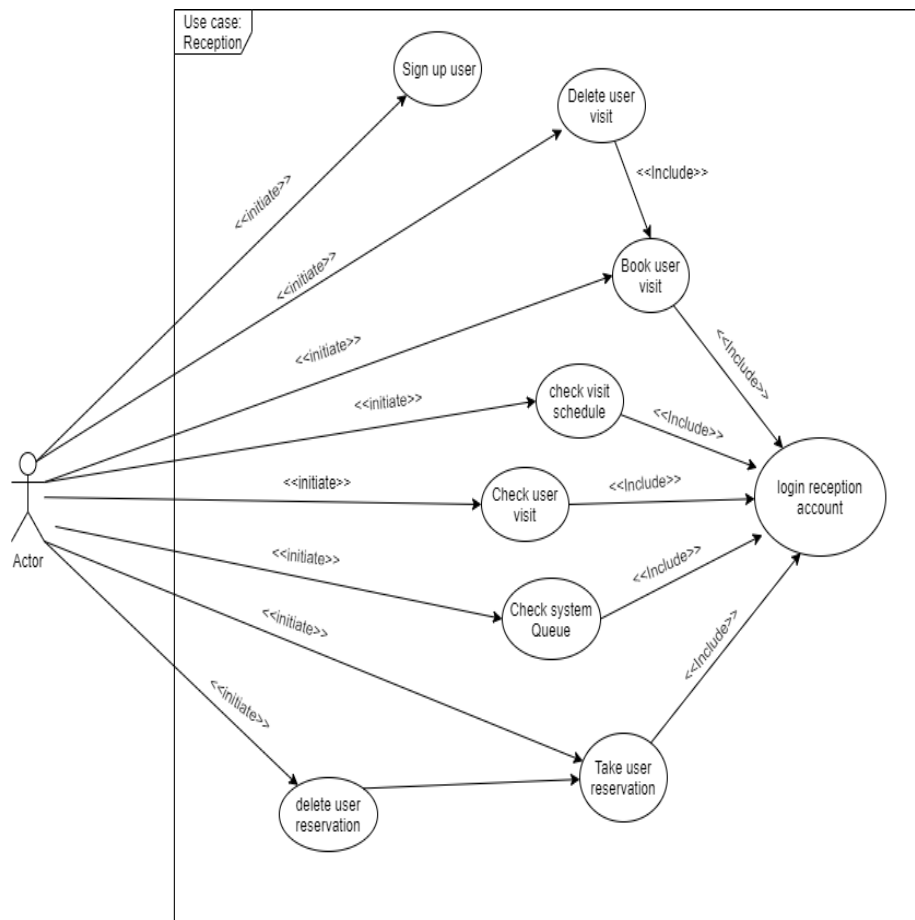 Use case:
Reception
Sign up user
Delete user
visit
<<Include>>
<<initiate>>
<<initiate>>
Book user
visit
<<initiate>>
<<Include>>
check visit
schedule
<<initiate>>
<<Include>>
login reception
account
Check user
visit
<<initiate>>
<<Include>>
Actor
<<initiate>>
<<Include>>
Check system
Queue
<<initiate>>
<<Include>>
<<initiate>>
Take user
reservation
delete user
reservation